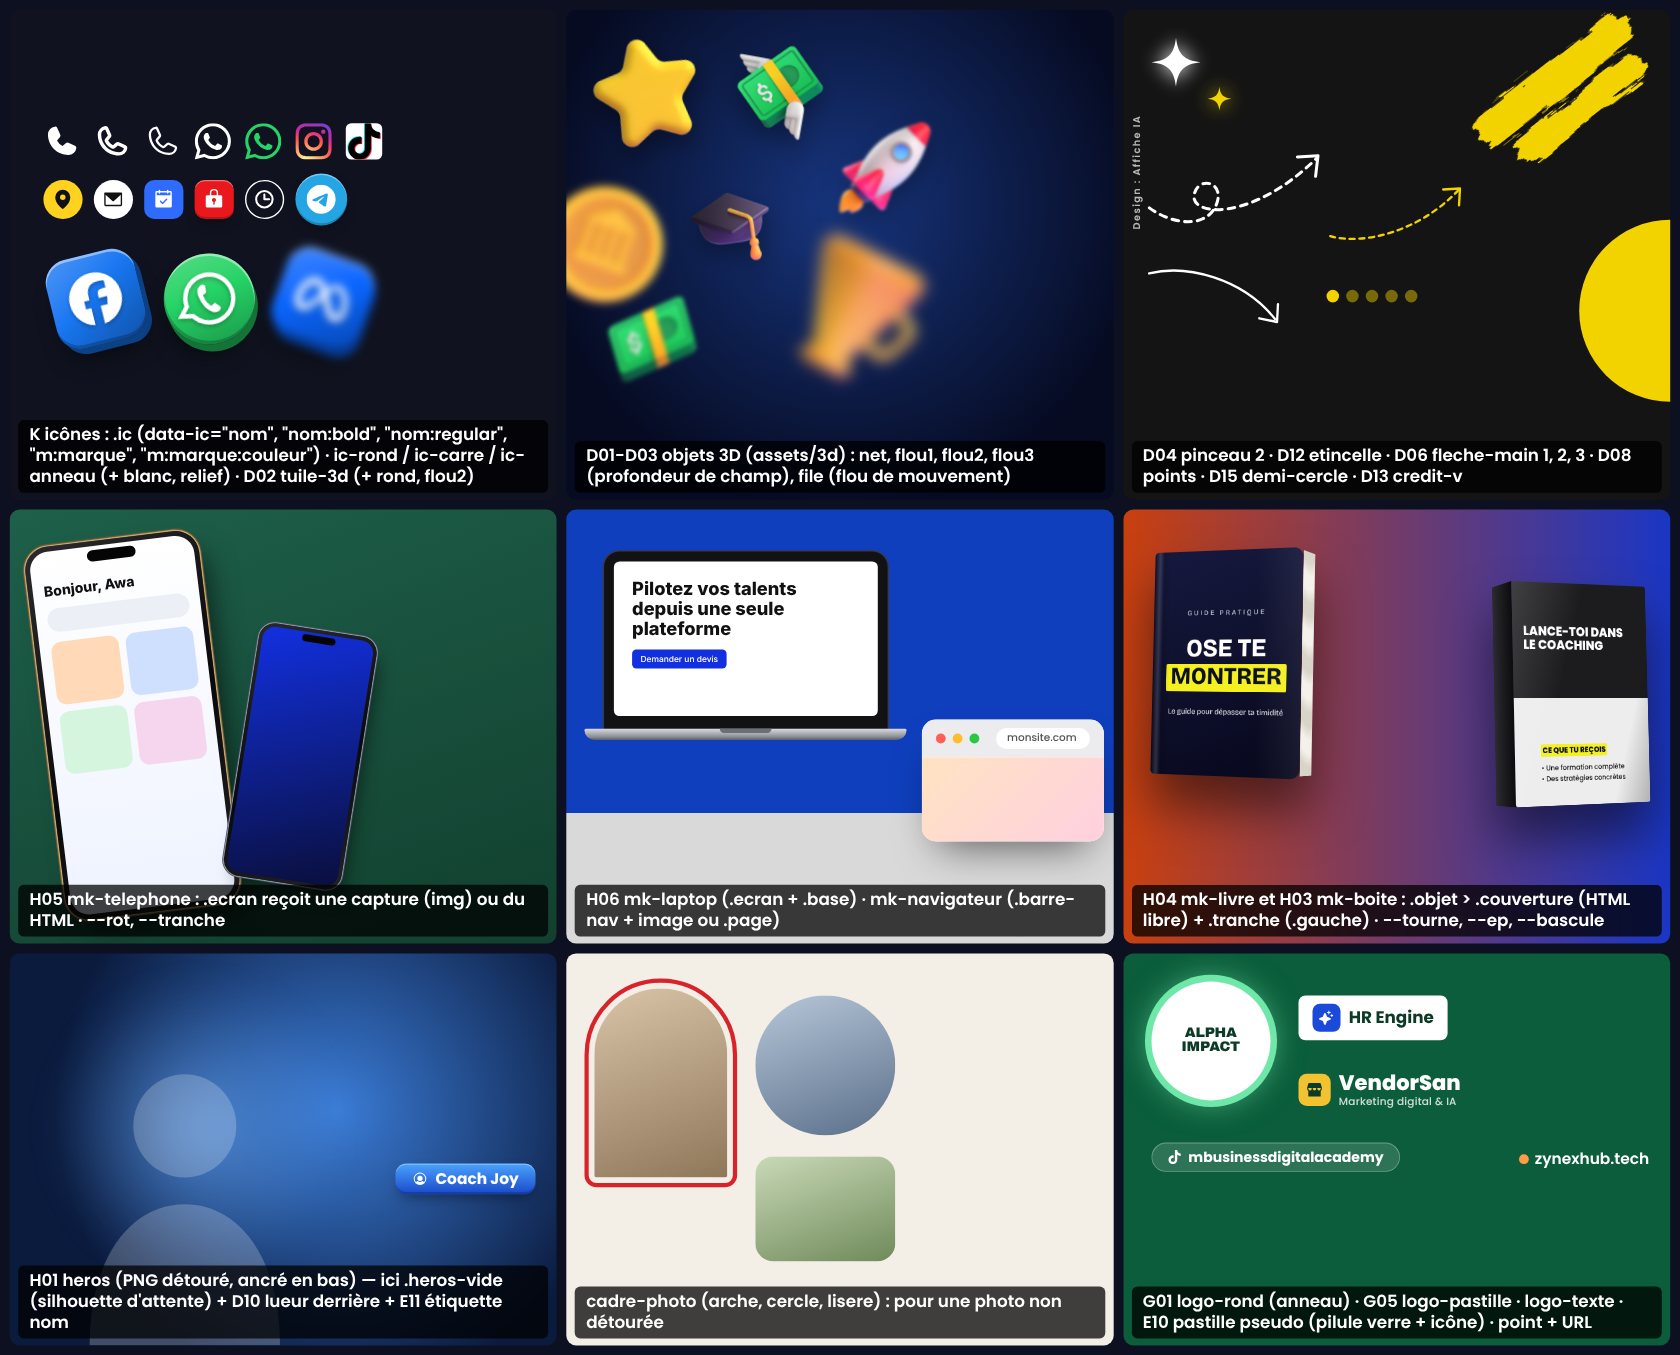 K icônes : .ic (data-ic="nom", "nom:bold", "nom:regular",
"m:marque", "m:marque:couleur") · ic-rond / ic-carre / ic-
anneau (+ blanc, relief) · D02 tuile-3d (+ rond, flou2)
$
$
D01-D03 objets 3D (assets/3d) : net, flou1, flou2, flou3
(profondeur de champ), file (flou de mouvement)
Design : Affiche IA
D04 pinceau 2 · D12 etincelle · D06 fleche-main 1, 2, 3 · D08
points · D15 demi-cercle · D13 credit-v
Bonjour, Awa
H05 mk-telephone : .ecran reçoit une capture (img) ou du
HTML · --rot, --tranche
Pilotez vos talents
depuis une seule
plateforme
Demander un devis
monsite.com
H06 mk-laptop (.ecran + .base) · mk-navigateur (.barre-
nav + image ou .page)
GUIDE PRATIQUE
OSE TE
MONTRER
Le guide pour dépasser ta timidité
LANCE-TOI DANS
LE COACHING
CE QUE TU REÇOIS
• Une formation complète
• Des stratégies concrètes
H04 mk-livre et H03 mk-boite : .objet > .couverture (HTML
libre) + .tranche (.gauche) · --tourne, --ep, --bascule
Coach Joy
H01 heros (PNG détouré, ancré en bas) — ici .heros-vide
(silhouette d'attente) + D10 lueur derrière + E11 étiquette
nom
cadre-photo (arche, cercle, lisere) : pour une photo non
détourée
ALPHA
IMPACT
HR Engine
VendorSan
Marketing digital & IA
mbusinessdigitalacademy
zynexhub.tech
G01 logo-rond (anneau) · G05 logo-pastille · logo-texte ·
E10 pastille pseudo (pilule verre + icône) · point + URL